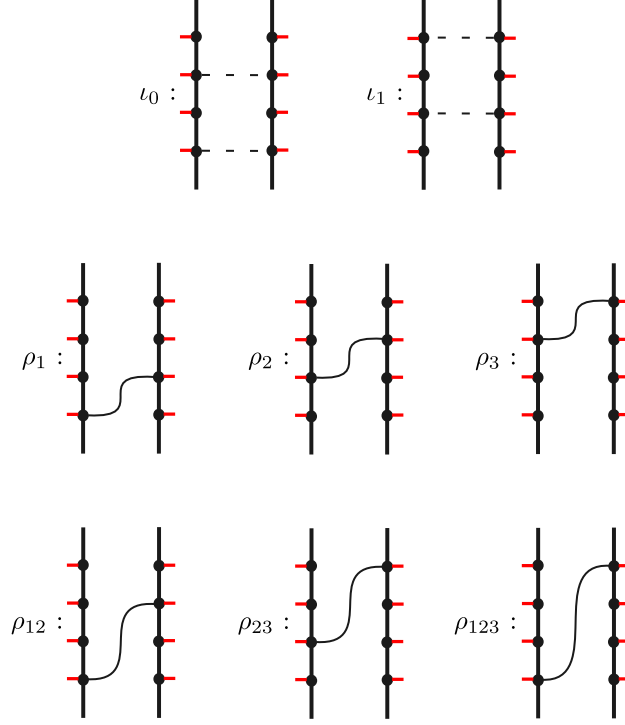 ι₀ : ι₁ :
ρ₁ : ρ₂ : ρ₃ :
ρ₁₂ : ρ₂₃ : ρ₁₂₃ :